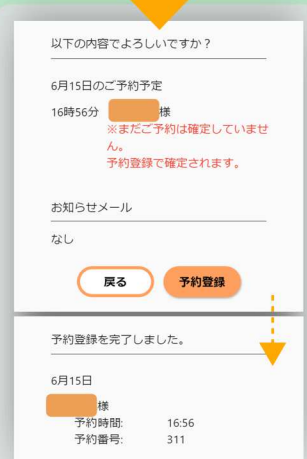 以下の内容でよろしいですか？
6月15日のご予約予定
16時56分 様
※まだご予約は確定していませ
ん。
予約登録で確定されます。
お知らせメール
なし
戻る 予約登録
予約登録を完了しました。
6月15日
様
予約時間: 16:56
予約番号: 311